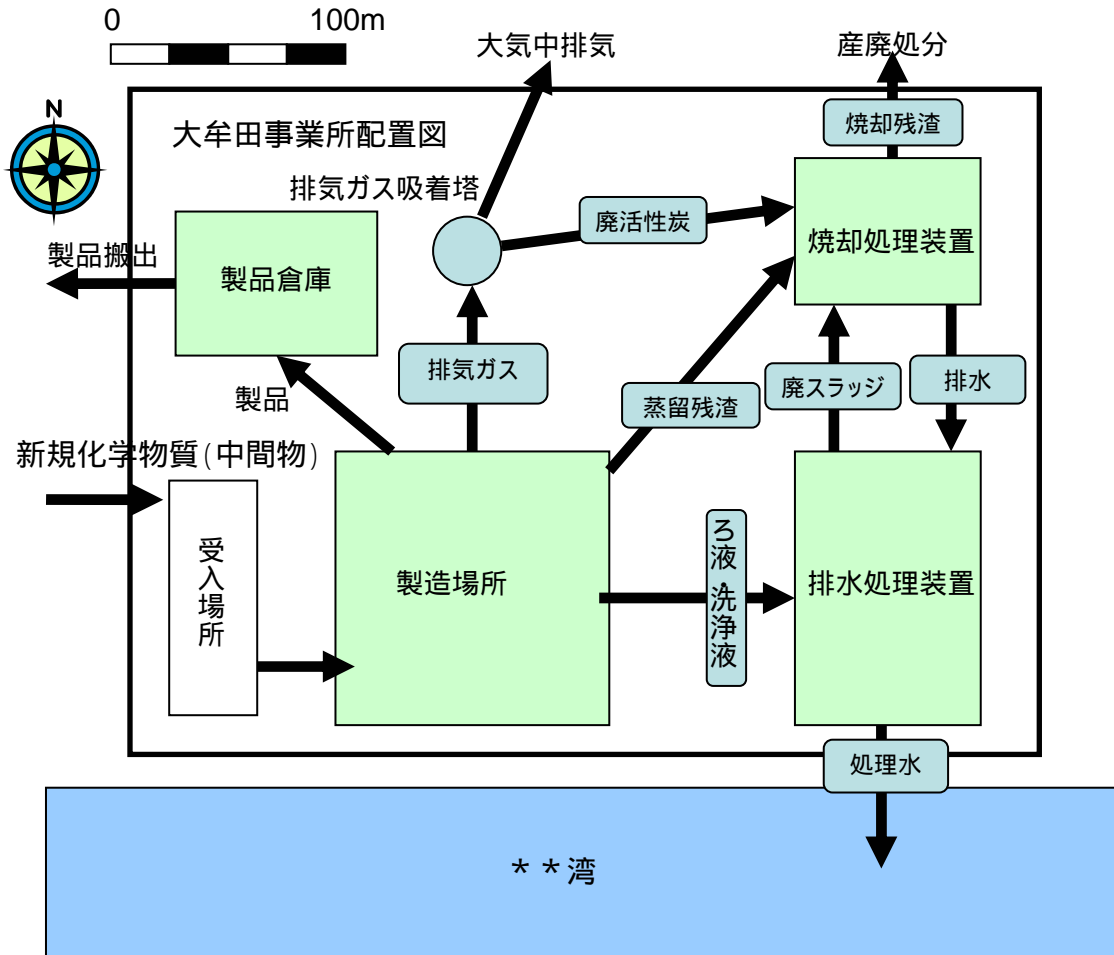 0 100m
大気中排気
産廃処分
N
大牟田事業所配置図
焼却残渣
排気ガス吸着塔
廃活性炭
製品搬出
製品倉庫
焼却処理装置
排気ガス
製品
蒸留残渣
廃スラッジ
排水
新規化学物質(中間物)
受入場所
製造場所
ろ液・洗浄液
排水処理装置
処理水
**湾